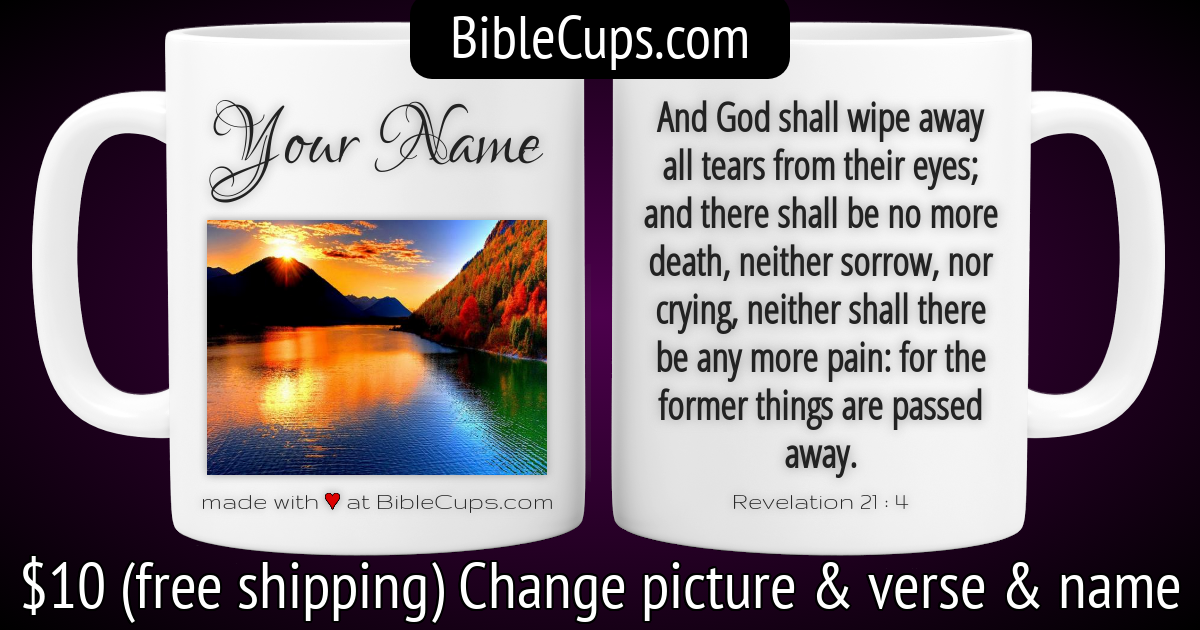 BibleCups.com
Your Name
made with ♥ at BibleCups.com
And God shall wipe away
all tears from their eyes;
and there shall be no more
death, neither sorrow, nor
crying, neither shall there
be any more pain: for the
former things are passed
away.
Revelation 21 : 4
$10 (free shipping) Change picture & verse & name